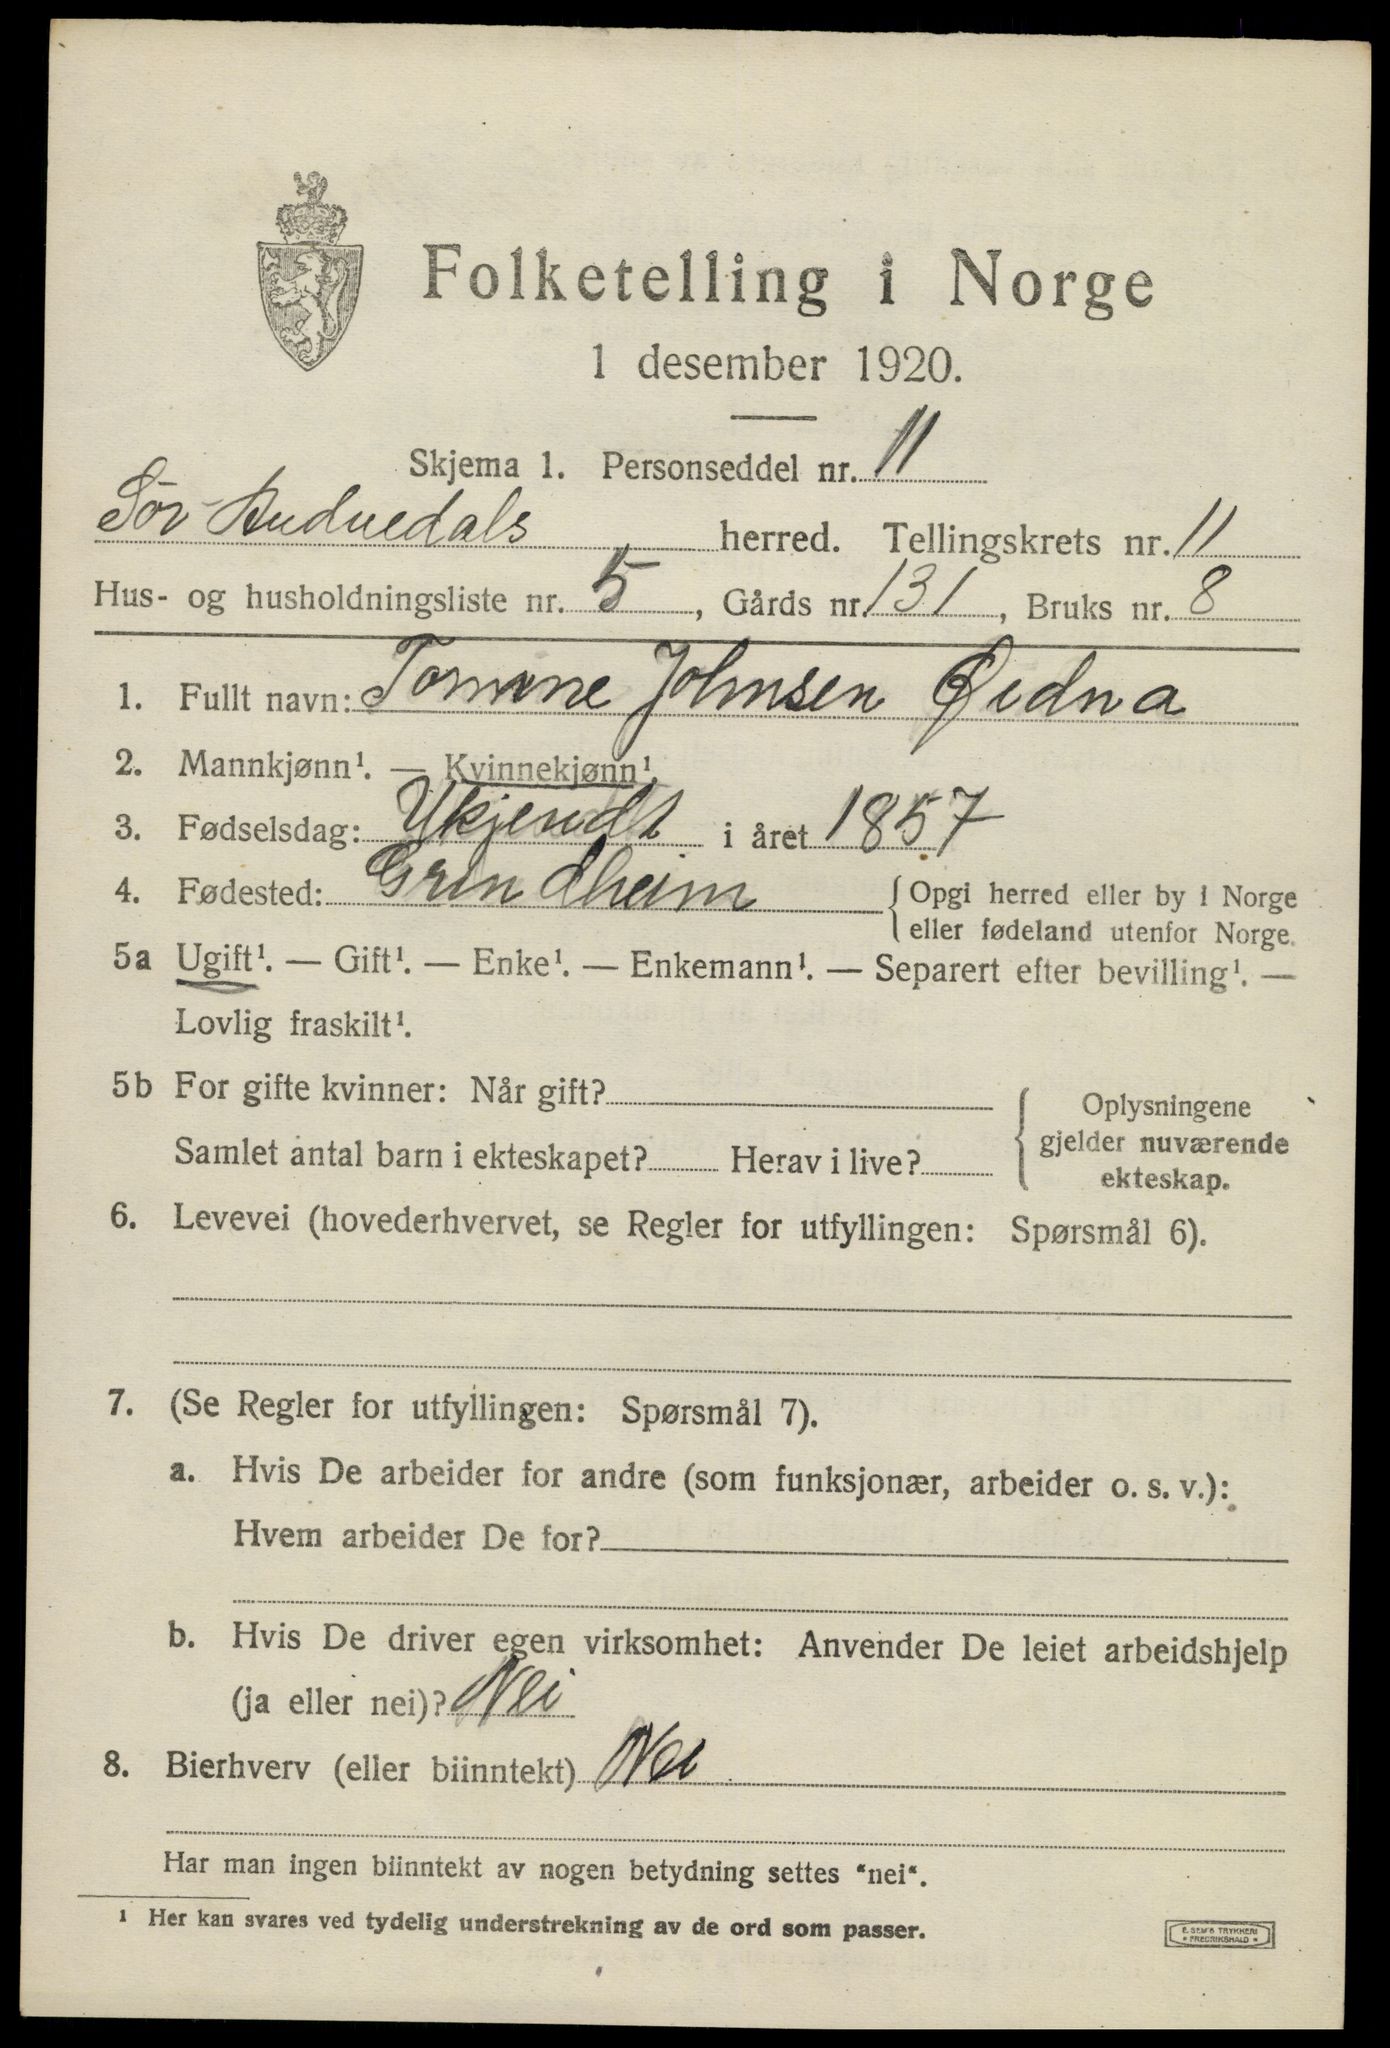 Folketelling i Norge
1 desember 1920.
Skjema 1. Personseddel nr. 11
Sør-Audnedals herred. Tellingskrets nr. 11
Hus- og husholdningsliste nr. 5, Gårds nr. 131, Bruks nr. 8
1. Fullt navn: Tomine Johnsen Øidna
2. Mannkjønn¹. — Kvinnekjønn¹.
3. Fødselsdag: Ukjendt i året 1857
4. Fødested: Grindheim { Opgi herred eller by i Norge
eller fødeland utenfor Norge.
5a Ugift¹. — Gift¹. — Enke¹. — Enkemann¹. — Separert efter bevilling¹. —
Lovlig fraskilt¹.
5b For gifte kvinner: Når gift?
Samlet antal barn i ekteskapet? Herav i live?
{ Oplysningene
gjelder nuværende
ekteskap.
6. Levevei (hovederhvervet, se Regler for utfyllingen: Spørsmål 6).
7. (Se Regler for utfyllingen: Spørsmål 7).
a. Hvis De arbeider for andre (som funksjonær, arbeider o. s. v.):
Hvem arbeider De for?
b. Hvis De driver egen virksomhet: Anvender De leiet arbeidshjelp
(ja eller nei)? Nei
8. Bierhverv (eller biinntekt) Nei
Har man ingen biinntekt av nogen betydning settes "nei".
¹ Her kan svares ved tydelig understrekning av de ord som passer.
E. SEM'S TRYKKERI
* FREDRIKSHALD *